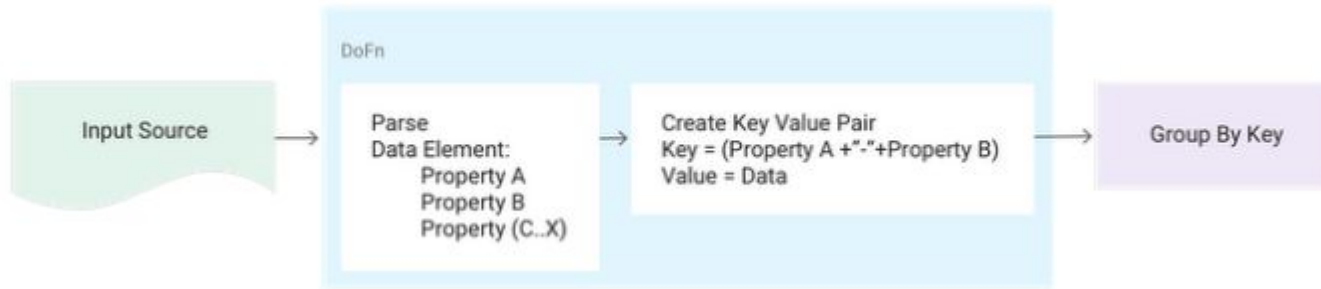 DoFn
Input Source
Parse
Data Element:
Property A
Property B
Property (C..X)
Create Key Value Pair
Key = (Property A +"-"+Property B)
Value = Data
Group By Key